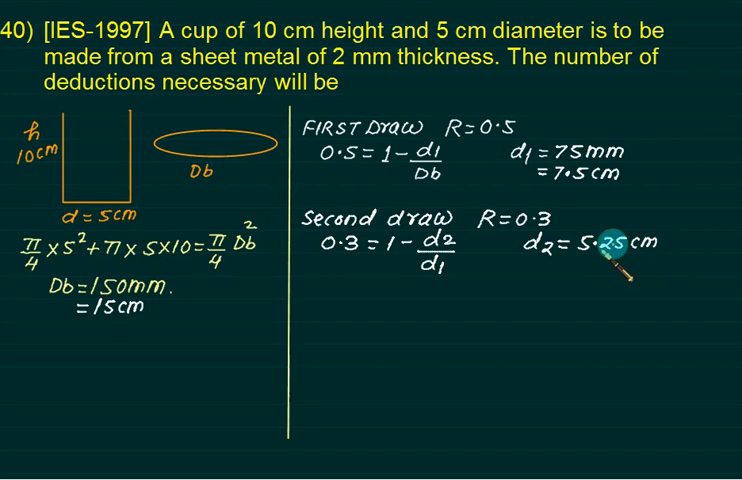 40) [IES-1997] A cup of 10 cm height and 5 cm diameter is to be
made from a sheet metal of 2 mm thickness. The number of
deductions necessary will be
h
10cm
Db
d = 5cm
π/4 × 5² + π × 5×10 = π/4 Db²
Db = 150mm.
= 15cm
FIRST Draw R = 0.5
0.5 = 1 - d1/Db d1 = 75mm
= 7.5cm
Second draw R = 0.3
0.3 = 1 - d2/d1 d2 = 5.25 cm